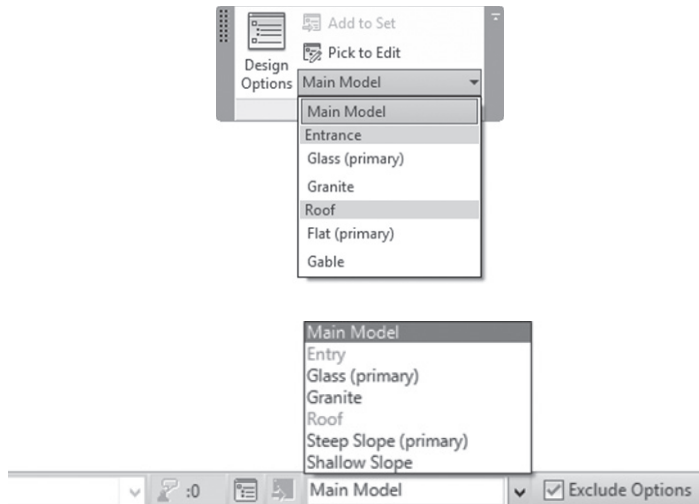 Add to Set
Pick to Edit
Design
Options
Main Model
Main Model
Entrance
Glass (primary)
Granite
Roof
Flat (primary)
Gable
Main Model
Entry
Glass (primary)
Granite
Roof
Steep Slope (primary)
Shallow Slope
:0
Main Model
Exclude Options